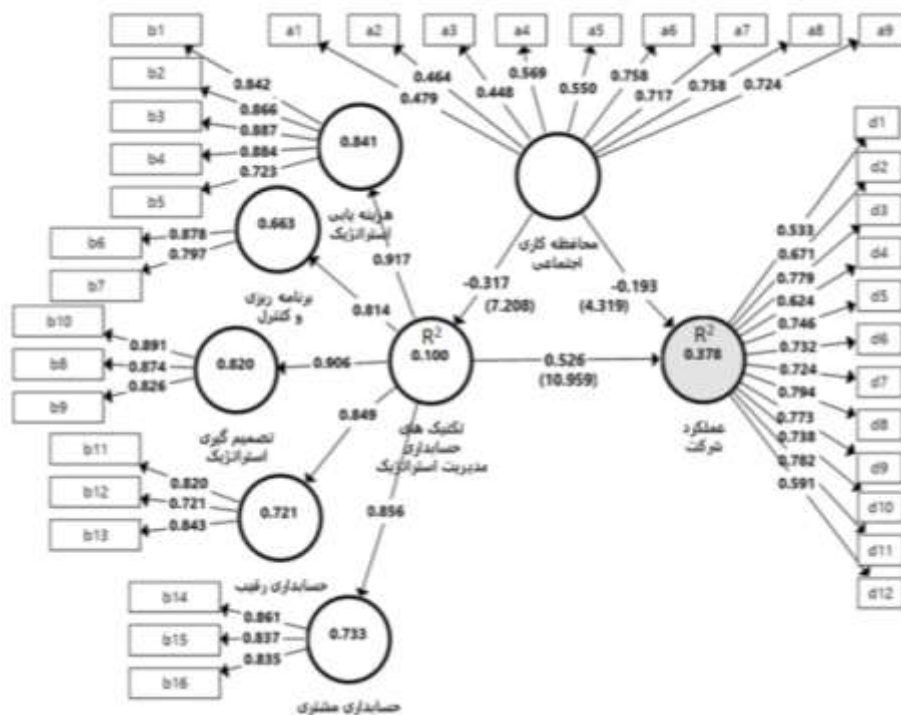 b1
a1
a2
a3
a4
a5
a6
a7
a8
a9
0.842
0.479
0.464
0.448
0.569
0.550
0.758
0.717
0.758
0.724
b2
b3
b4
b5
0.866
0.887
0.884
0.723
0.841
هزینه یابی
استراتژیک
محافظه کاری
اجتماعی
b6
b7
0.878
0.797
0.663
برنامه ریزی
و کنترل
0.917
0.814
-0.317
(7.208)
-0.193
(4.319)
b10
b8
b9
0.891
0.874
0.826
0.820
تصمیم گیری
استراتژیک
0.906
R²
0.100
تکنیک های
حسابداری
مدیریت استراتژیک
0.526
(10.959)
R²
0.378
عملکرد
شرکت
d1
d2
d3
d4
d5
d6
d7
d8
d9
d10
d11
d12
0.533
0.671
0.779
0.624
0.746
0.732
0.724
0.794
0.773
0.738
0.762
0.591
b11
b12
b13
0.820
0.721
0.843
0.721
حسابداری رقیب
0.849
0.856
b14
b15
b16
0.861
0.837
0.835
0.733
حسابداری مشتری